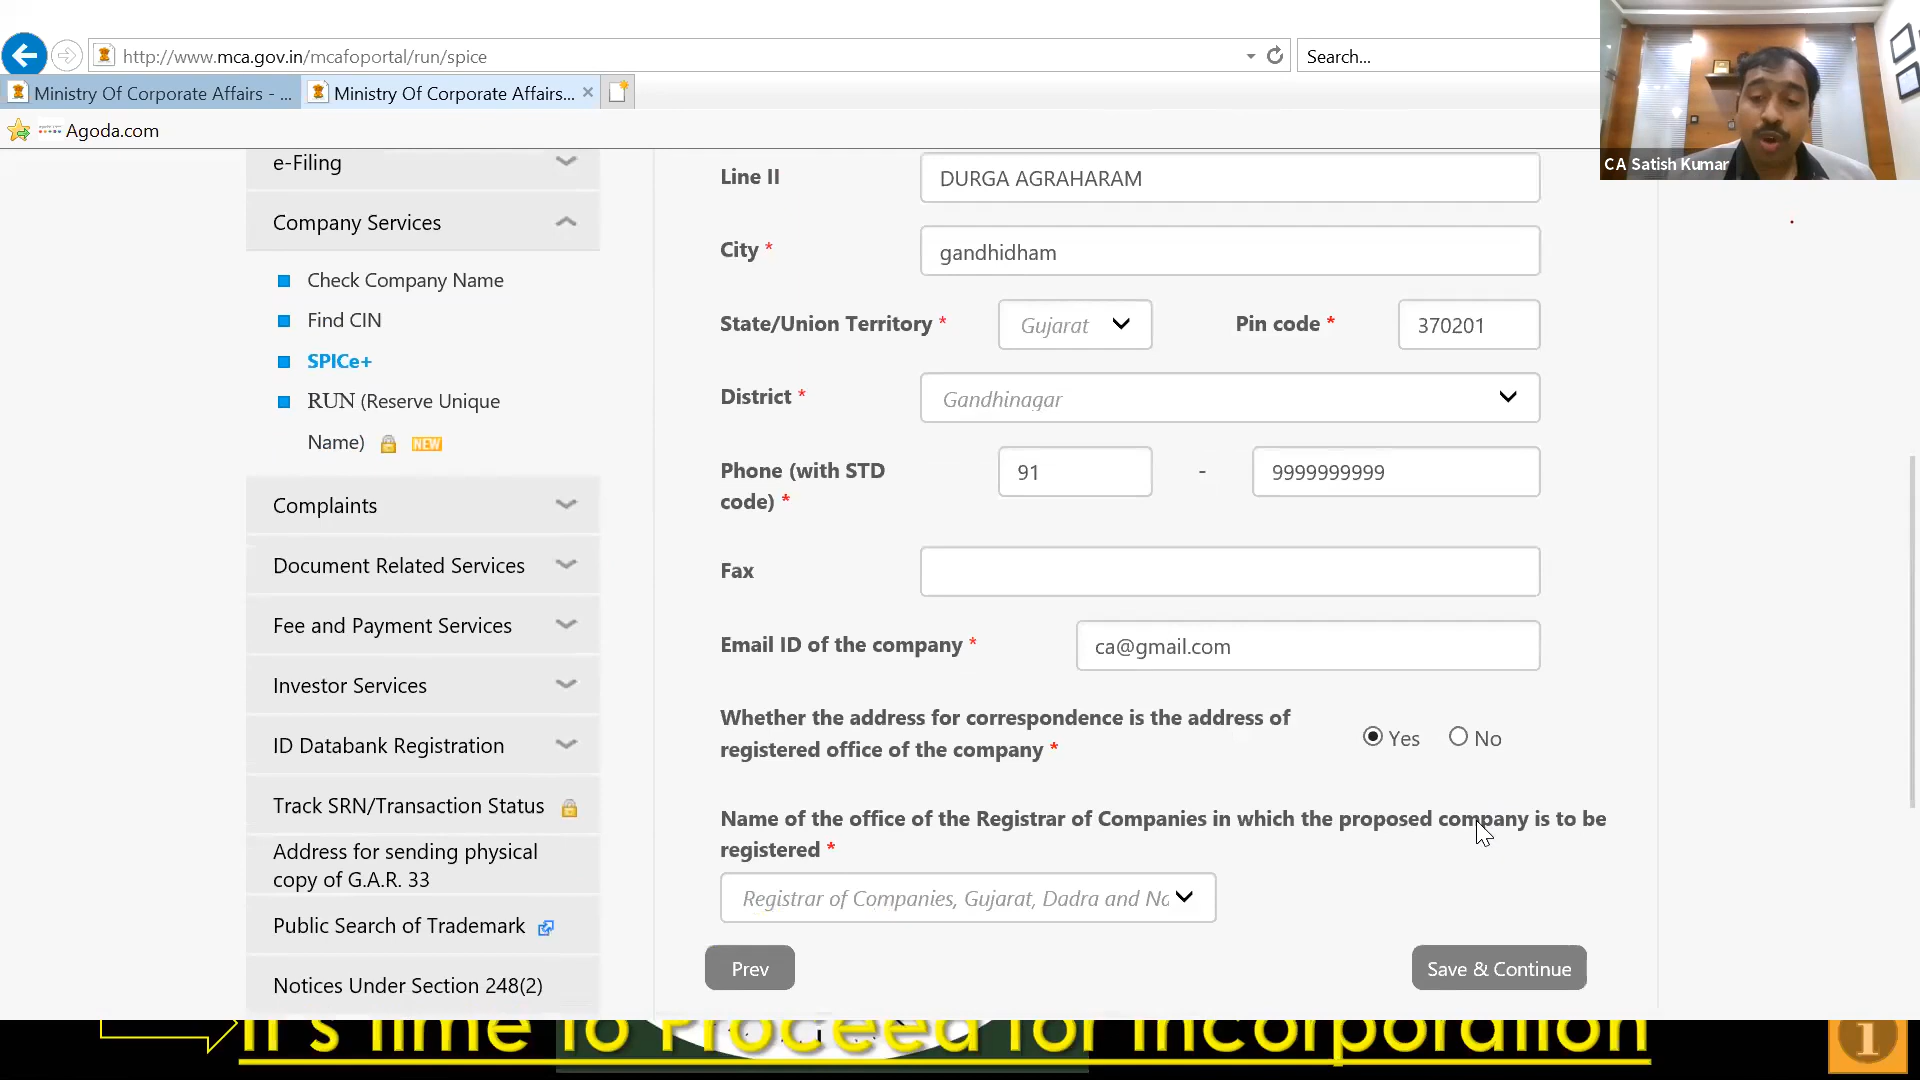 http://www.mca.gov.in/mcafoportal/run/spice
Search...
Ministry Of Corporate Affairs - ...
Ministry Of Corporate Affairs...
Agoda.com
CA Satish Kumar
e-Filing
Company Services
Check Company Name
Find CIN
SPICe+
RUN (Reserve Unique
Name) NEW
Complaints
Document Related Services
Fee and Payment Services
Investor Services
ID Databank Registration
Track SRN/Transaction Status
Address for sending physical
copy of G.A.R. 33
Public Search of Trademark
Notices Under Section 248(2)
Line II DURGA AGRAHARAM
City * gandhidham
State/Union Territory * Gujarat Pin code * 370201
District * Gandhinagar
Phone (with STD
code) * 91 - 9999999999
Fax
Email ID of the company * ca@gmail.com
Whether the address for correspondence is the address of
registered office of the company * Yes No
Name of the office of the Registrar of Companies in which the proposed company is to be
registered *
Registrar of Companies, Gujarat, Dadra and Na
Prev Save & Continue
It's Time to Proceed for Incorporation